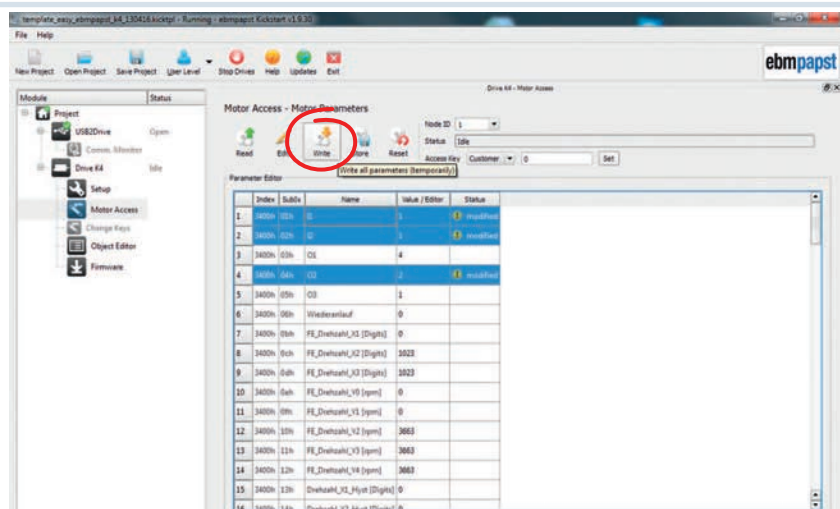 template_easy_ebmpapst_k4_130416.kicktpl - Running - ebmpapst Kickstart v1.9.30
File Help
New Project Open Project Save Project User Level Stop Drives Help Updates Exit
ebmpapst
Drive K4 - Motor Access
Module Status
Project
USB2Drive Open
Comm. Monitor
Drive K4 Idle
Setup
Motor Access
Change Keys
Object Editor
Firmware
Motor Access - Motor Parameters
Read Edit Write Store Reset
Node ID 1
Status Idle
Access Key Customer 0 Set
Write all parameters (temporarily)
Parameter Editor
Index SubIx Name Value / Editor Status
1 3400h 01h I1 1 modified
2 3400h 02h I2 1 modified
3 3400h 03h O1 4
4 3400h 04h O2 2 modified
5 3400h 05h O3 1
6 3400h 06h Wiederanlauf 0
7 3400h 0bh FE_Drehzahl_X1 [Digits] 0
8 3400h 0ch FE_Drehzahl_X2 [Digits] 1023
9 3400h 0dh FE_Drehzahl_X3 [Digits] 1023
10 3400h 0eh FE_Drehzahl_Y0 [rpm] 0
11 3400h 0fh FE_Drehzahl_Y1 [rpm] 0
12 3400h 10h FE_Drehzahl_Y2 [rpm] 3863
13 3400h 11h FE_Drehzahl_Y3 [rpm] 3863
14 3400h 12h FE_Drehzahl_Y4 [rpm] 3863
15 3400h 13h Drehzahl_X1_Hyst [Digits] 0